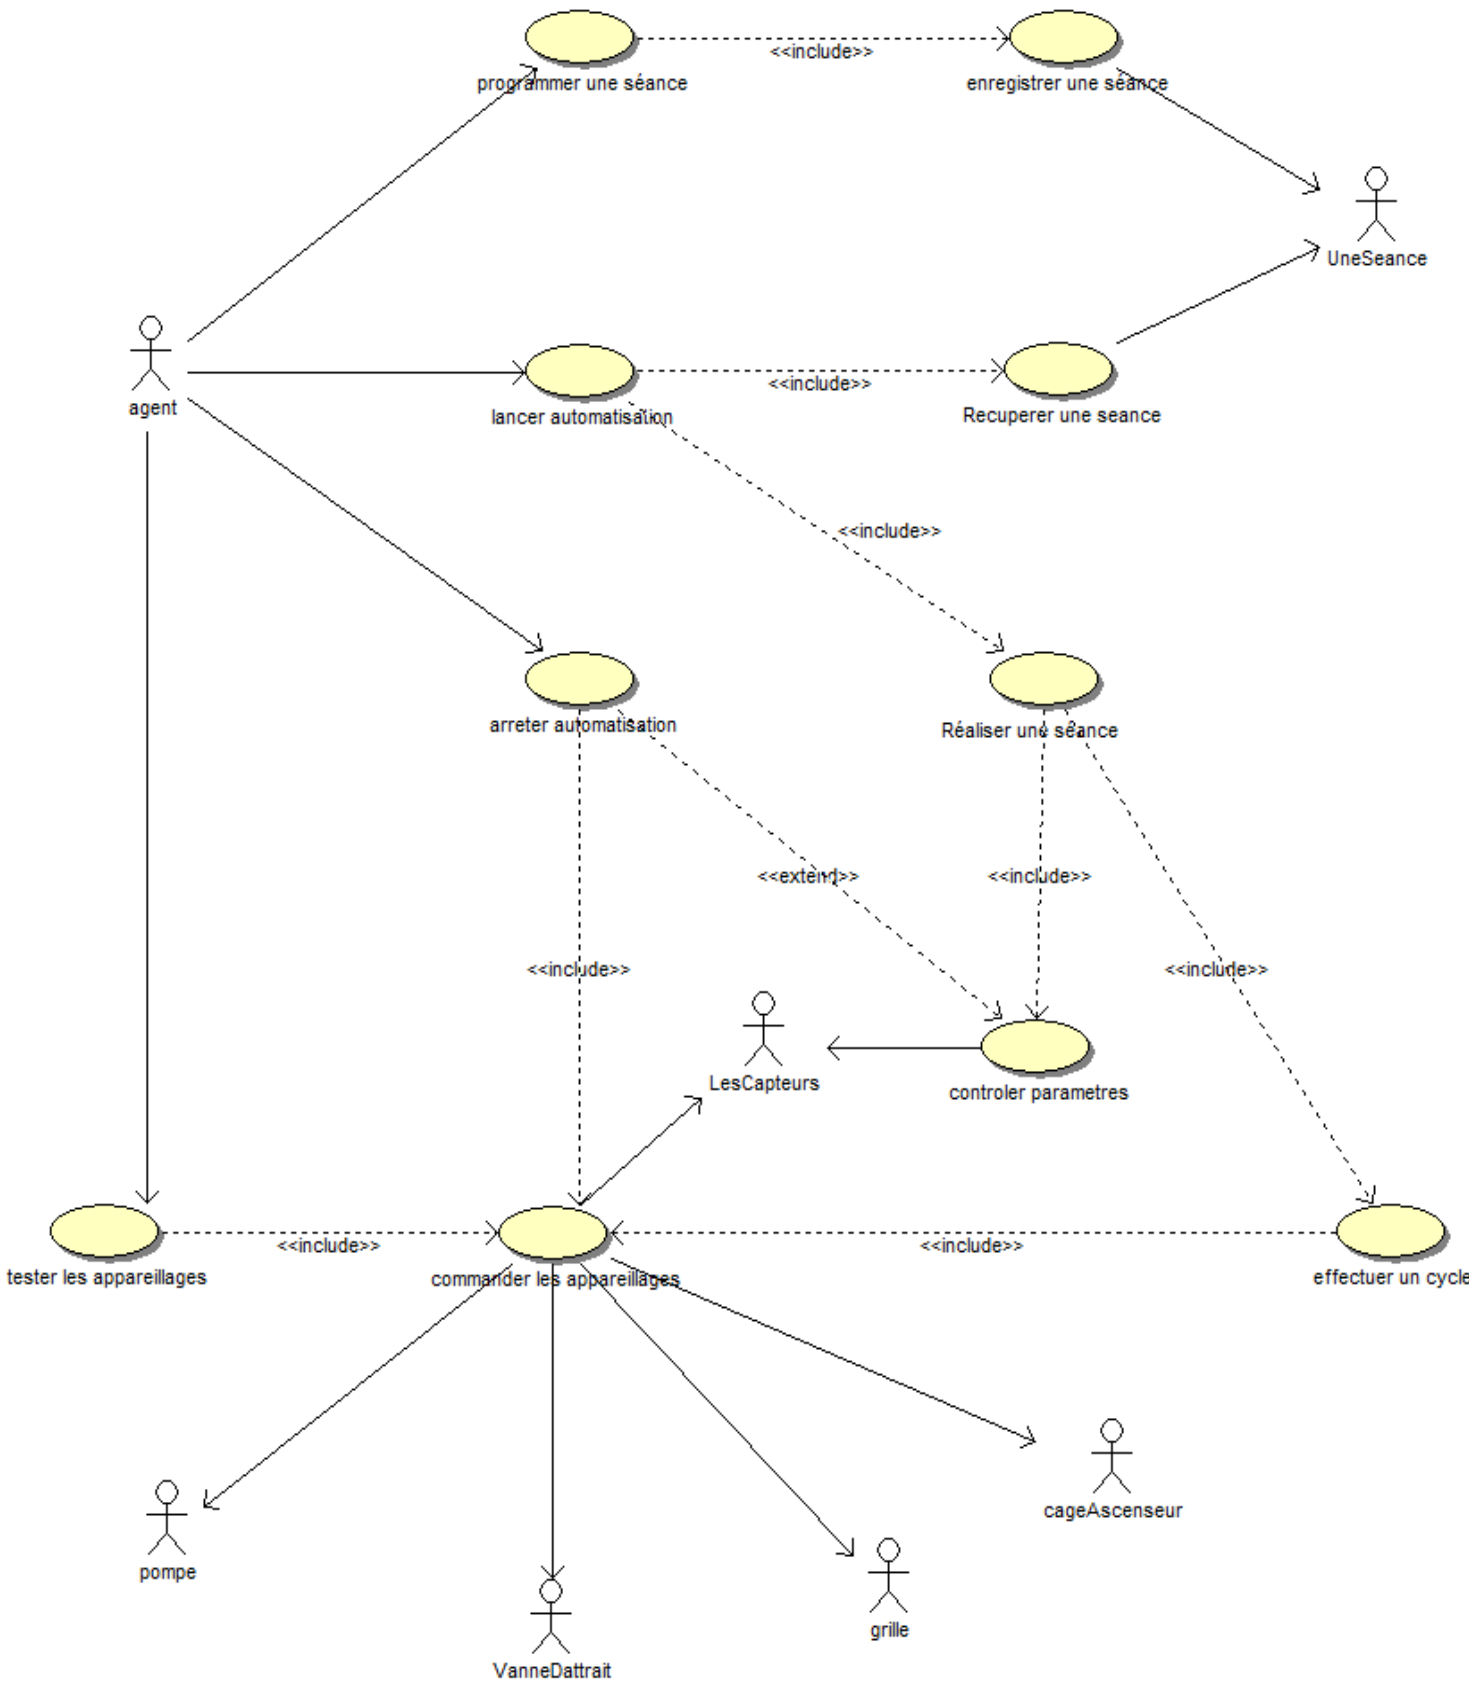 <<include>>
programmer une séance
enregistrer une séance
UneSeance
agent
<<include>>
lancer automatisation
Recuperer une seance
<<include>>
arreter automatisation
Réaliser une séance
<<extend>>
<<include>>
<<include>>
<<include>>
LesCapteurs
controler parametres
<<include>>
<<include>>
tester les appareillages
commander les appareillages
effectuer un cycle
cageAscenseur
pompe
grille
VanneDattrait